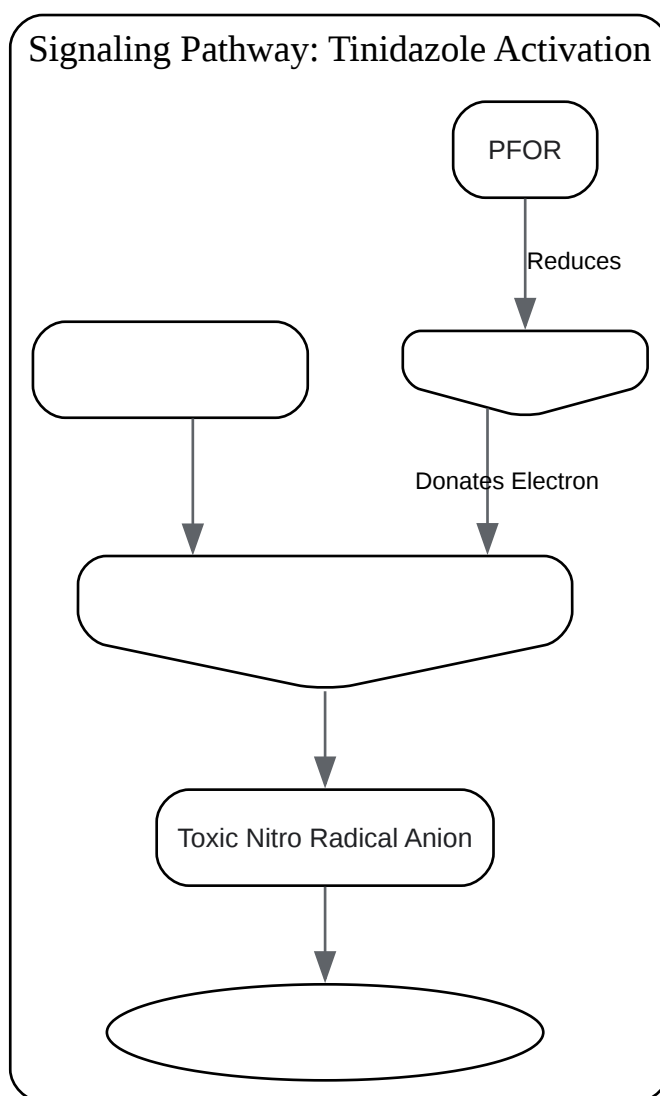 Signaling Pathway: Tinidazole Activation
PFOR
Reduces
Donates Electron
Toxic Nitro Radical Anion